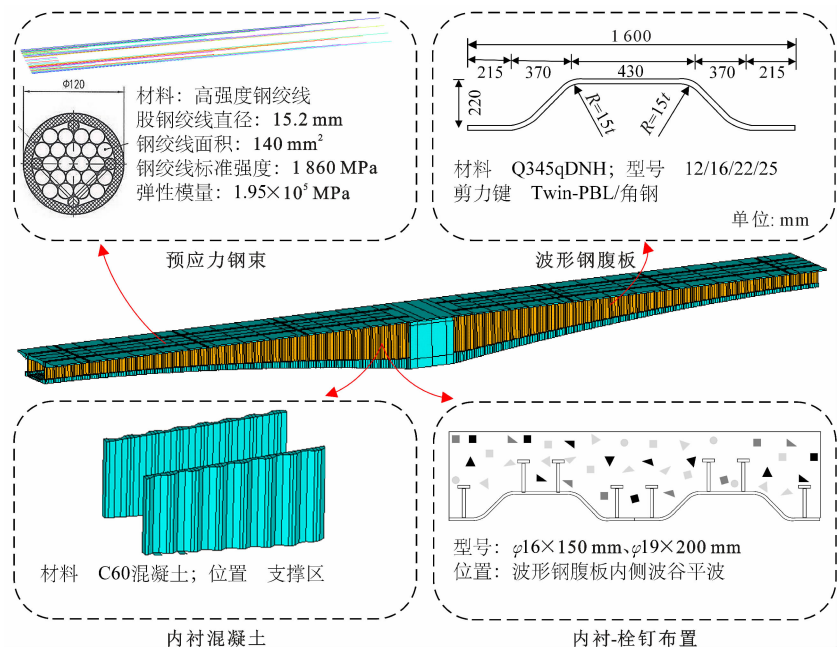 Φ120
材料：高强度钢绞线
股钢绞线直径：15.2 mm
钢绞线面积：140 mm²
钢绞线标准强度：1 860 MPa
弹性模量：1.95×10⁵ MPa
预应力钢束
1 600
215 370 430 370 215
220
R=15t
R=15t
材料 Q345qDNH；型号 12/16/22/25
剪力键 Twin-PBL/角钢
单位: mm
波形钢腹板
材料 C60混凝土；位置 支撑区
内衬混凝土
型号：φ16×150 mm、φ19×200 mm
位置：波形钢腹板内侧波谷平波
内衬-栓钉布置